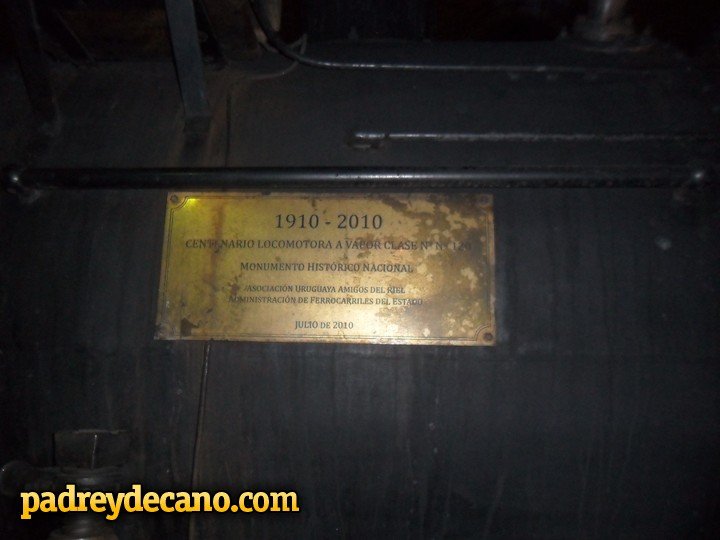 1910 - 2010
CENTENARIO LOCOMOTORA A VAPOR CLASE N° N° 120
MONUMENTO HISTÓRICO NACIONAL
ASOCIACIÓN URUGUAYA AMIGOS DEL RIEL
ADMINISTRACIÓN DE FERROCARRILES DEL ESTADO
JULIO DE 2010
padreydecano.com